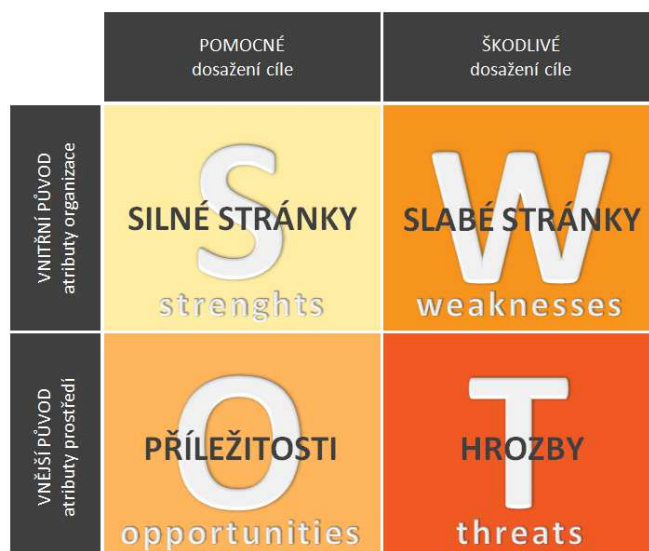 POMOCNÉ
dosažení cíle
ŠKODLIVÉ
dosažení cíle
VNITŘNÍ PŮVOD
atributy organizace
S
SILNÉ STRÁNKY
strenghts
W
SLABÉ STRÁNKY
weaknesses
VNĚJŠÍ PŮVOD
atributy prostředí
O
PŘÍLEŽITOSTI
opportunities
T
HROZBY
threats